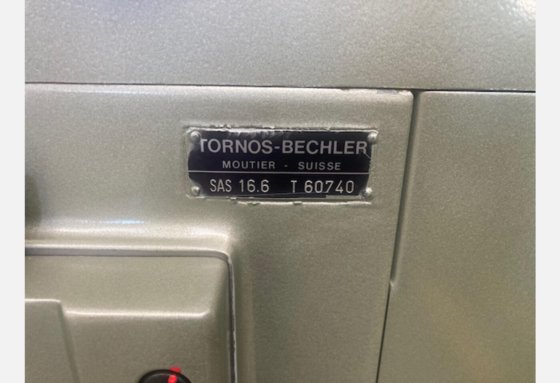 TORNOS-BECHLER
MOUTIER - SUISSE
SAS 16.6 T 60740